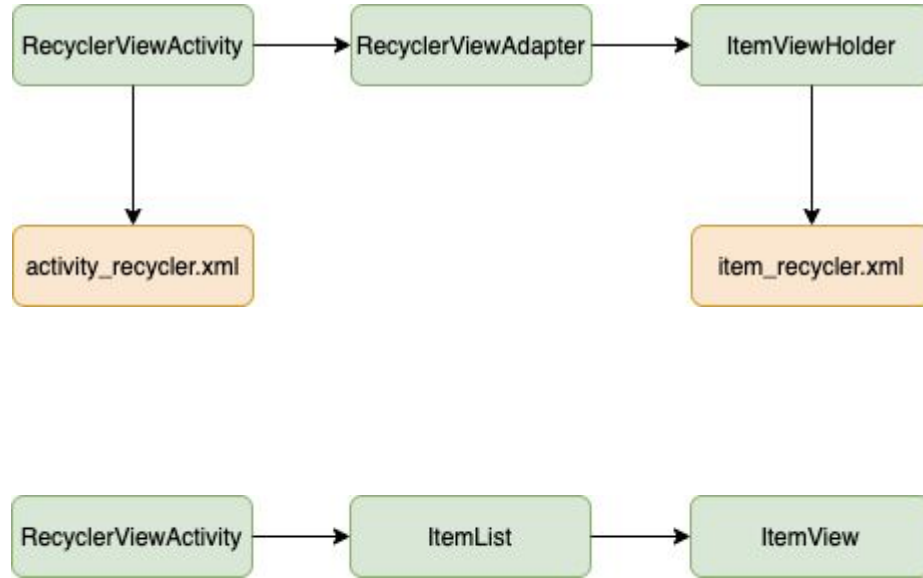 RecyclerViewActivity
RecyclerViewAdapter
ItemViewHolder
activity_recycler.xml
item_recycler.xml
RecyclerViewActivity
ItemList
ItemView